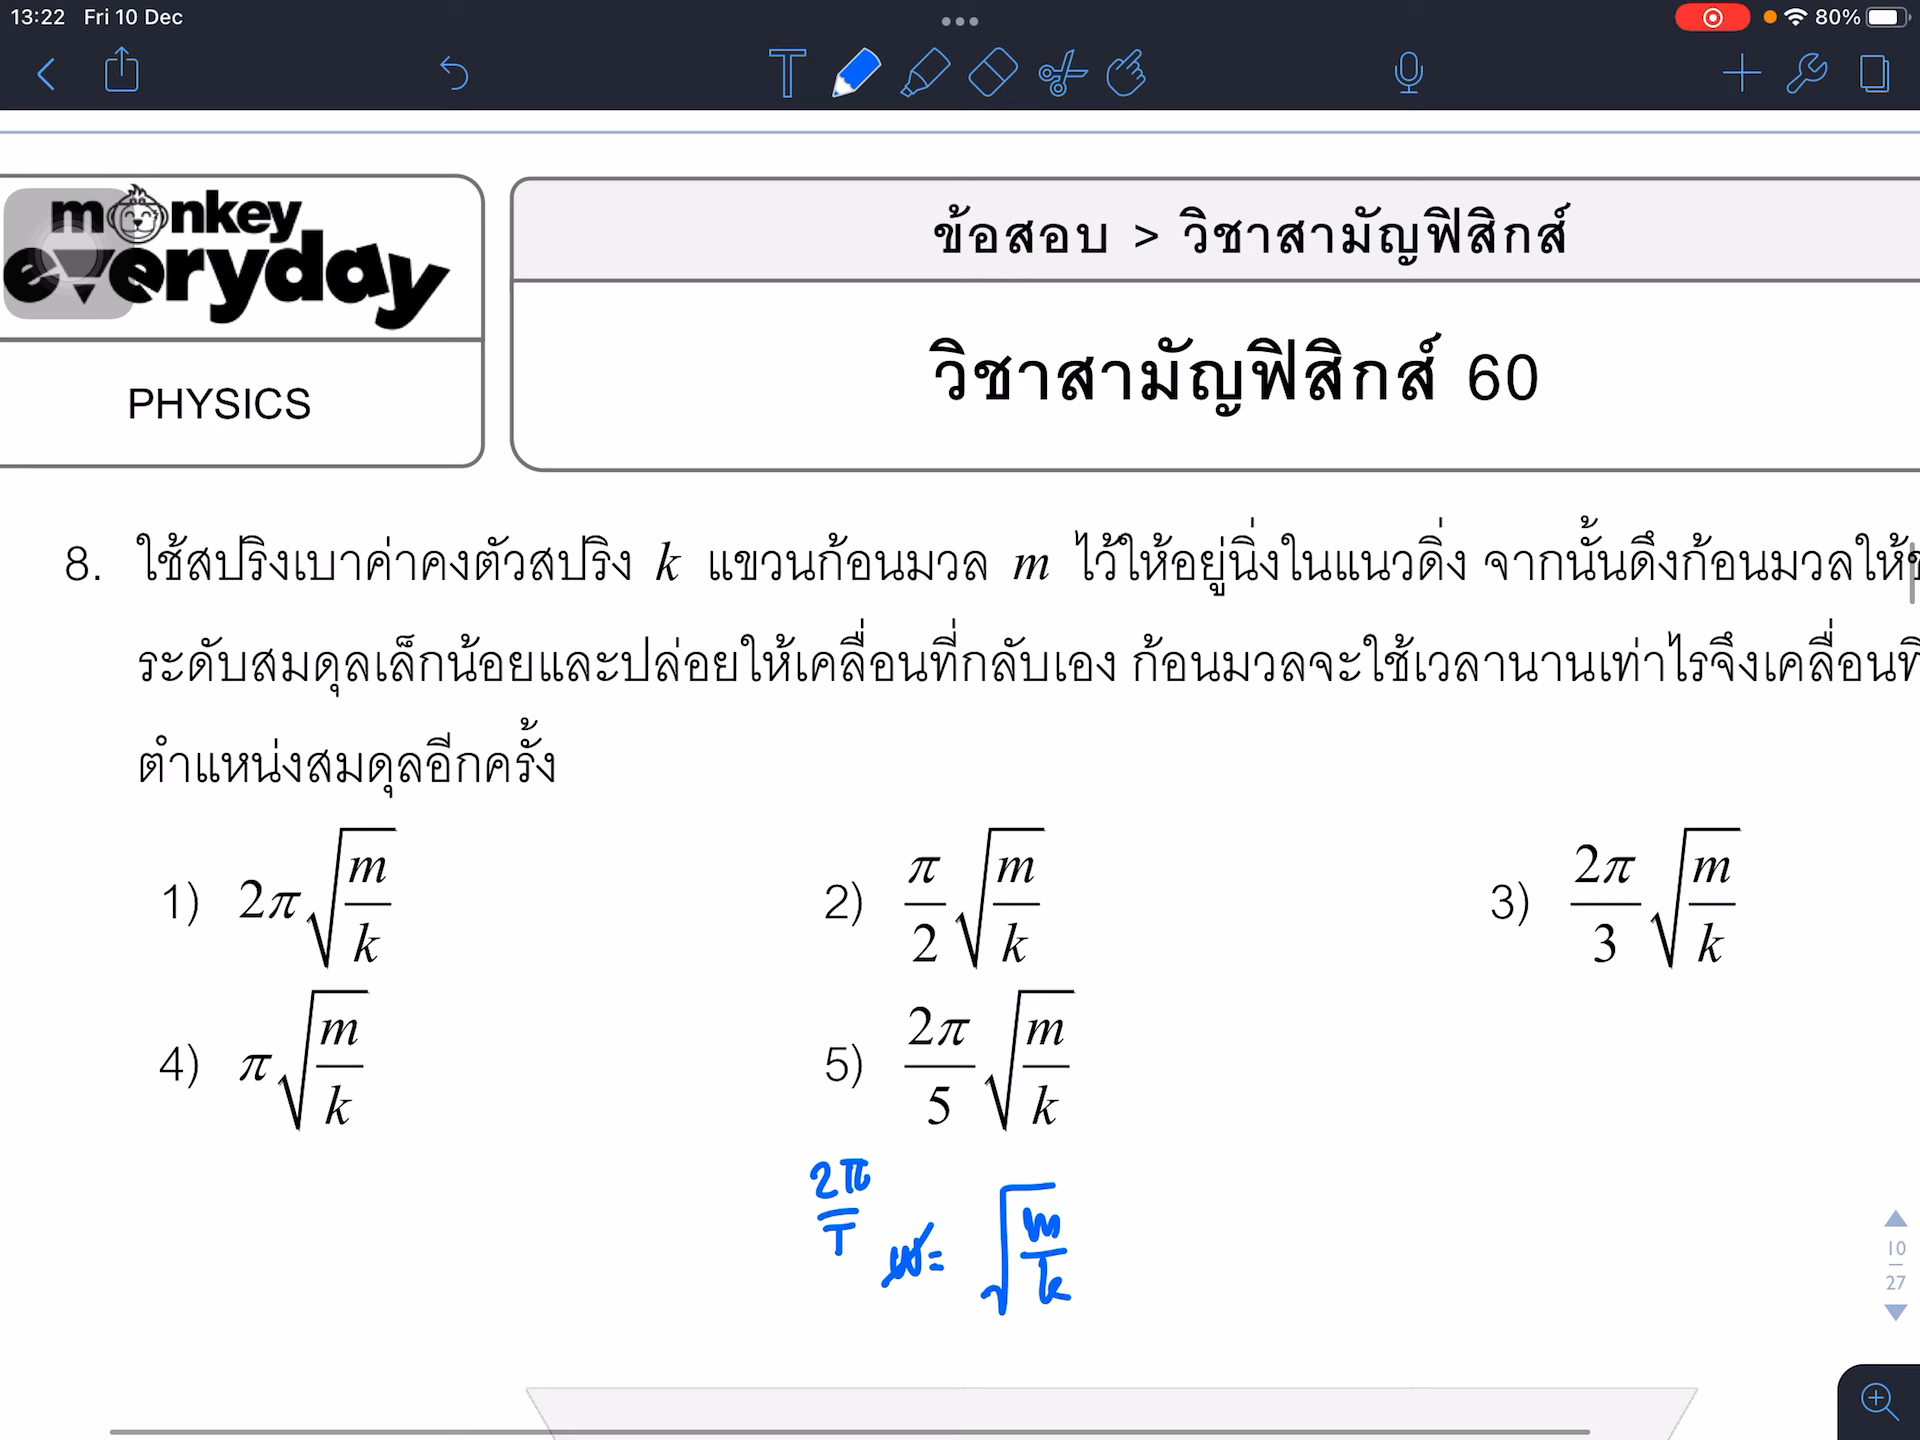 13:22 Fri 10 Dec
80%
monkey
everyday
PHYSICS
ข้อสอบ > วิชาสามัญฟิสิกส์
วิชาสามัญฟิสิกส์ 60
8. ใช้สปริงเบาค่าคงตัวสปริง k แขวนก้อนมวล m ไว้ให้อยู่นิ่งในแนวดิ่ง จากนั้นดึงก้อนมวลให้
ระดับสมดุลเล็กน้อยและปล่อยให้เคลื่อนที่กลับเอง ก้อนมวลจะใช้เวลานานเท่าไรจึงเคลื่อนที่
ตำแหน่งสมดุลอีกครั้ง
1) 2π√(m/k) 2) π/2 √(m/k) 3) 2π/3 √(m/k)
4) π√(m/k) 5) 2π/5 √(m/k)
2π/T ω = √(m/k)
10
27